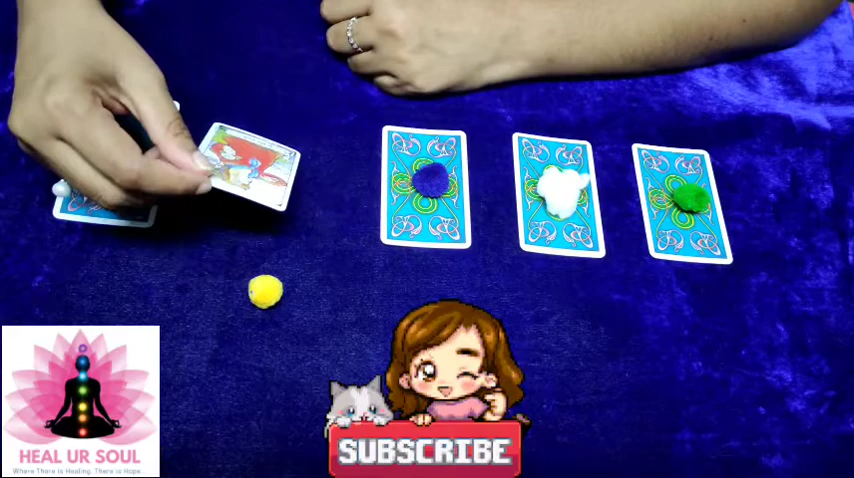 HEAL UR SOUL
Where There is Healing, There is Hope...
SUBSCRIBE